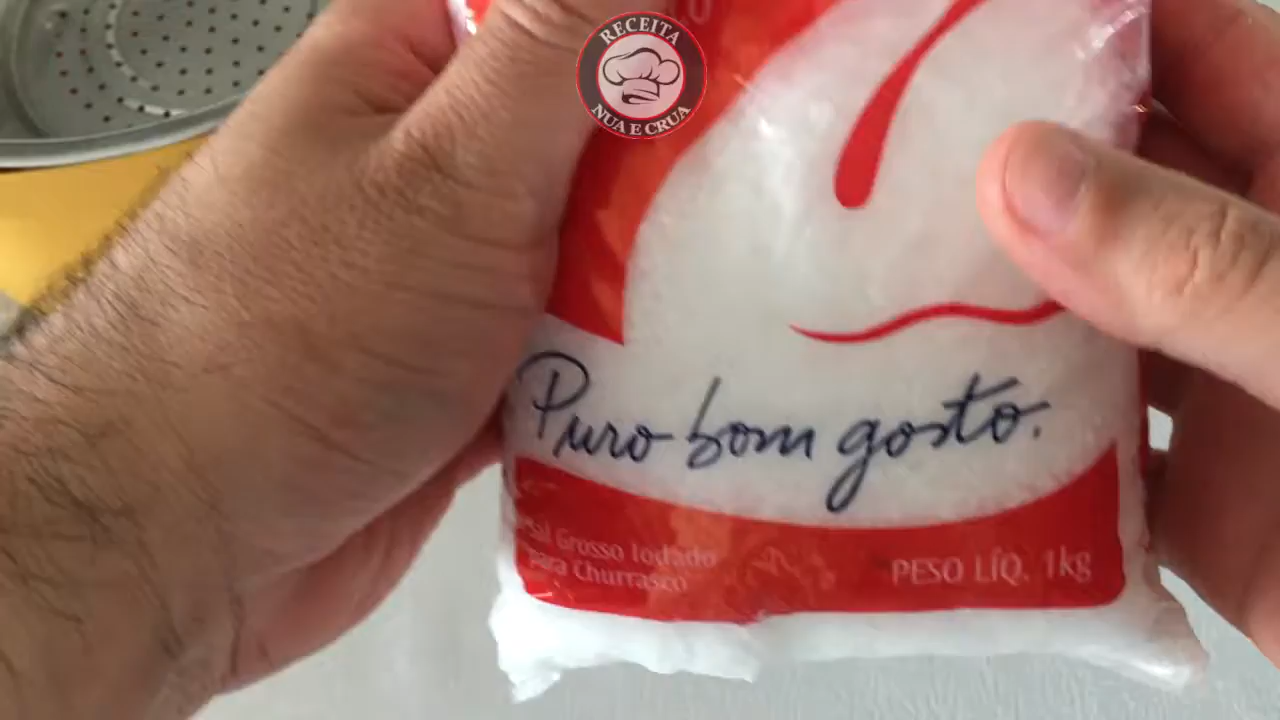 RECEITA
NUA E CRUA
Puro bom gosto.
Sal Grosso Iodado
para Churrasco
PESO LÍQ. 1kg